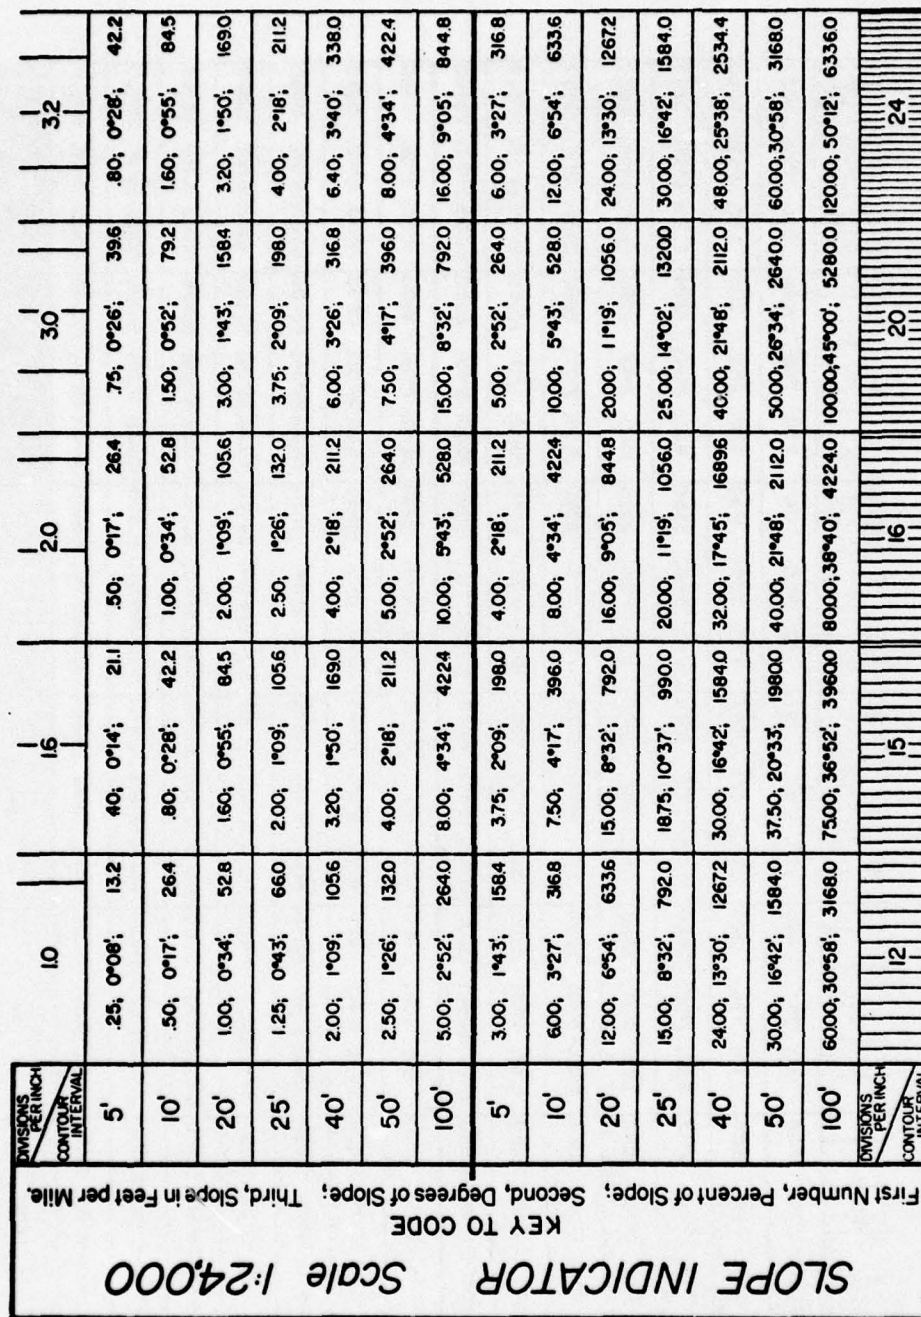 SLOPE INDICATOR Scale 1:24,000
KEY TO CODE
First Number, Percent of Slope; Second, Degrees of Slope; Third, Slope in Feet per Mile.
DIVISIONS PER INCH
CONTOUR INTERVAL
1.0 1.6 2.0 3.0 3.2
5' .25; 0°08'; 13.2 .40; 0°14'; 21.1 .50; 0°17'; 26.4 .75; 0°26'; 39.6 .80; 0°28'; 42.2
10' .50; 0°17'; 26.4 .80; 0°28'; 42.2 1.00; 0°34'; 52.8 1.50; 0°52'; 79.2 1.60; 0°55'; 84.5
20' 1.00; 0°34'; 52.8 1.60; 0°55'; 84.5 2.00; 1°09'; 105.6 3.00; 1°43'; 158.4 3.20; 1°50'; 169.0
25' 1.25; 0°43'; 66.0 2.00; 1°09'; 105.6 2.50; 1°26'; 132.0 3.75; 2°09'; 198.0 4.00; 2°18'; 211.2
40' 2.00; 1°09'; 105.6 3.20; 1°50'; 169.0 4.00; 2°18'; 211.2 6.00; 3°26'; 316.8 6.40; 3°40'; 338.0
50' 2.50; 1°26'; 132.0 4.00; 2°18'; 211.2 5.00; 2°52'; 264.0 7.50; 4°17'; 396.0 8.00; 4°34'; 422.4
100' 5.00; 2°52'; 264.0 8.00; 4°34'; 422.4 10.00; 5°43'; 528.0 15.00; 8°32'; 792.0 16.00; 9°05'; 844.8
5' 3.00; 1°43'; 158.4 3.75; 2°09'; 198.0 4.00; 2°18'; 211.2 5.00; 2°52'; 264.0 6.00; 3°27'; 316.8
10' 6.00; 3°27'; 316.8 7.50; 4°17'; 396.0 8.00; 4°34'; 422.4 10.00; 5°43'; 528.0 12.00; 6°54'; 633.6
20' 12.00; 6°54'; 633.6 15.00; 8°32'; 792.0 16.00; 9°05'; 844.8 20.00; 11°19'; 1056.0 24.00; 13°30'; 1267.2
25' 15.00; 8°32'; 792.0 18.75; 10°37'; 990.0 20.00; 11°19'; 1056.0 25.00; 14°02'; 1320.0 30.00; 16°42'; 1584.0
40' 24.00; 13°30'; 1267.2 30.00; 16°42'; 1584.0 32.00; 17°45'; 1689.6 40.00; 21°48'; 2112.0 48.00; 25°38'; 2534.4
50' 30.00; 16°42'; 1584.0 37.50; 20°33'; 1980.0 40.00; 21°48'; 2112.0 50.00; 26°34'; 2640.0 60.00; 30°58'; 3168.0
100' 60.00; 30°58'; 3168.0 75.00; 36°52'; 3960.0 80.00; 38°40'; 4224.0 100.00; 45°00'; 5280.0 120.00; 50°12'; 6336.0
DIVISIONS PER INCH
CONTOUR INTERVAL
12 15 16 20 24